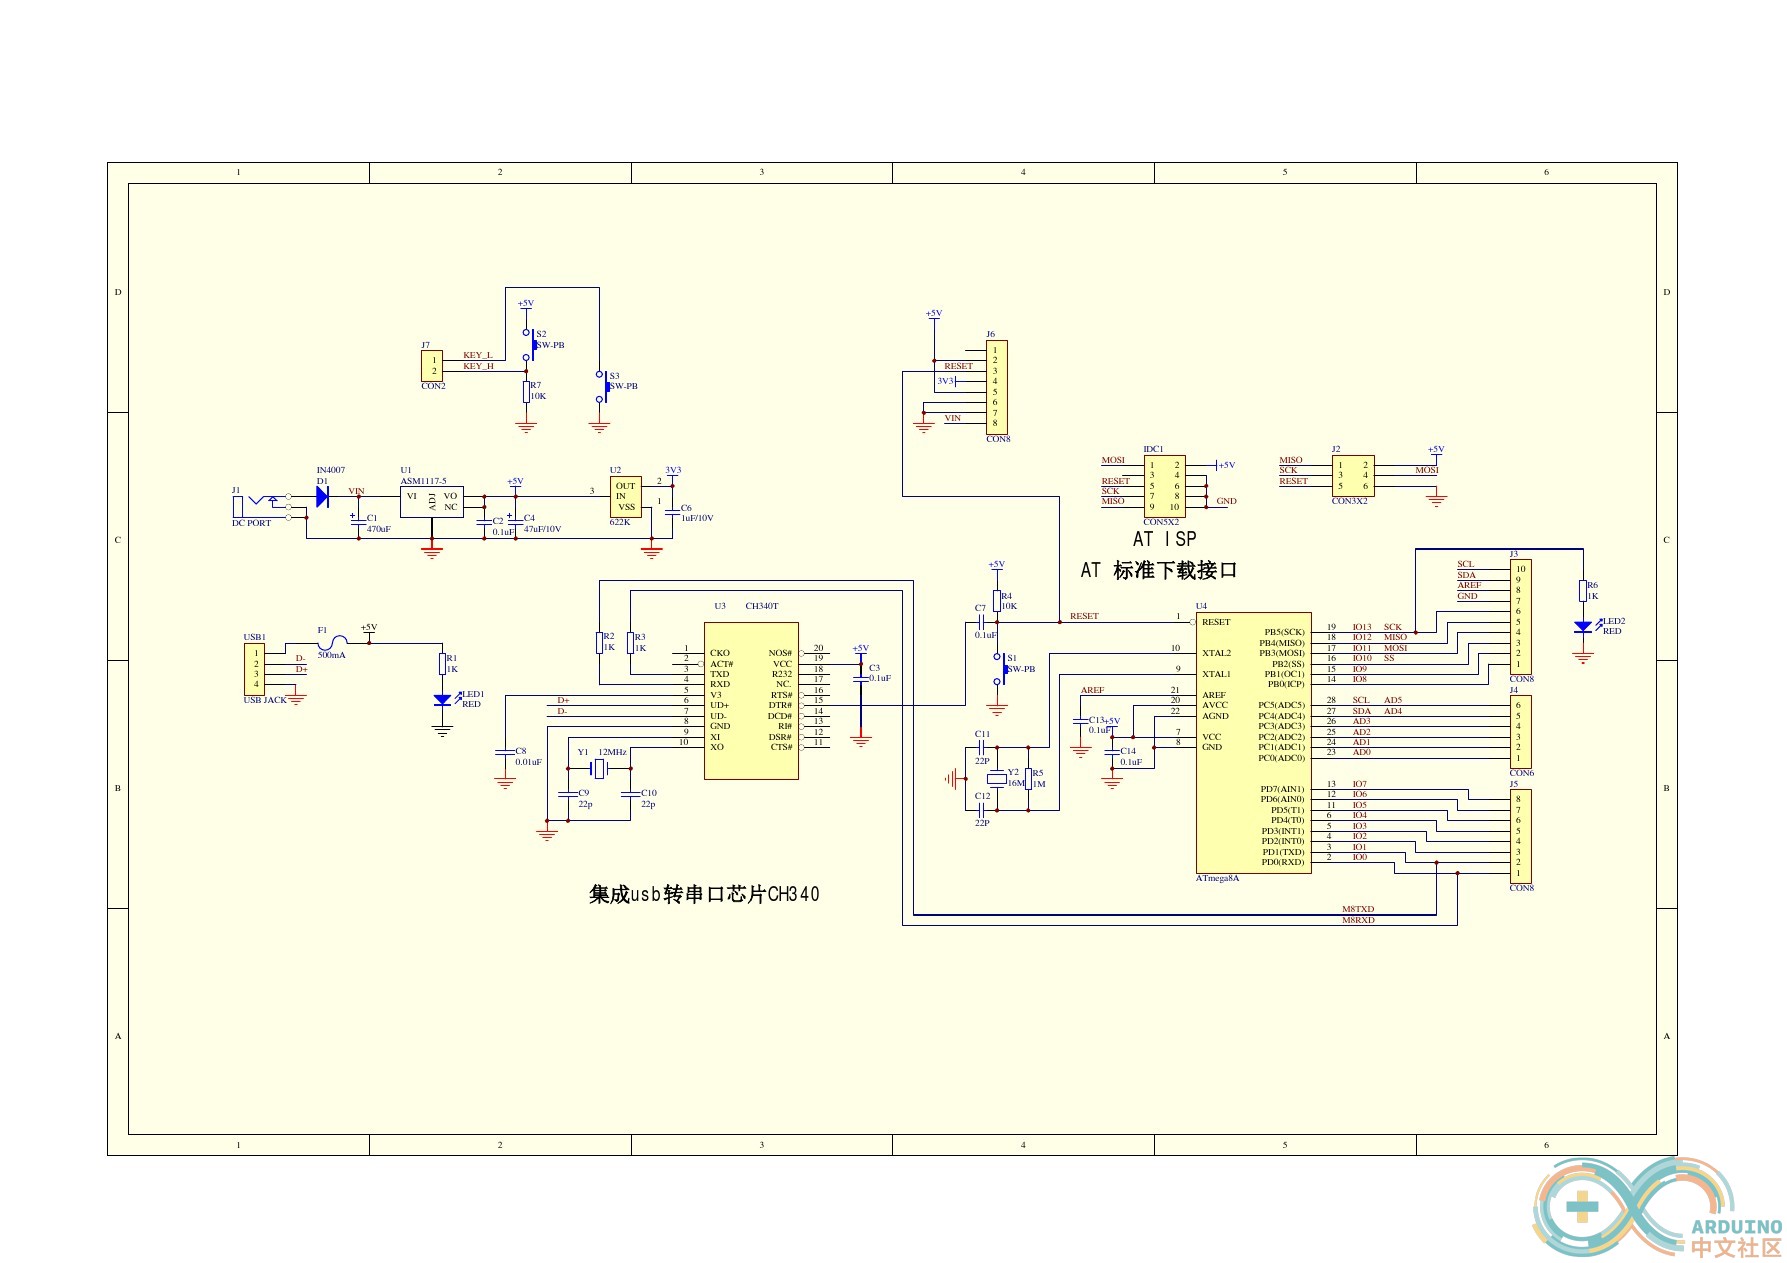 1 2 3 4 5 6
D D
+5V
S2
SW-PB
J7
1
2
CON2
KEY_L
KEY_H
R7
10K
S3
SW-PB
+5V
J6
RESET
3V3
VIN
1
2
3
4
5
6
7
8
CON8
IN4007
D1
J1
DC PORT
VIN
C1
470uF
U1
ASM1117-5
VI
ADJ
VO
NC
+5V
C2
0.1uF
C4
47uF/10V
U2
OUT
IN
VSS
622K
3
2
1
3V3
C6
1uF/10V
IDC1
MOSI
RESET
SCK
MISO
1 2
3 4
5 6
7 8
9 10
+5V
GND
CON5X2
AT ISP
AT 标准下载接口
J2
MISO
SCK
RESET
1 2
3 4
5 6
+5V
MOSI
CON3X2
C C
USB1
1
2
3
4
D-
D+
USB JACK
F1
500mA
+5V
R1
1K
LED1
RED
R2
1K
R3
1K
U3 CH340T
1 CKO
2 ACT#
3 TXD
4 RXD
5 V3
6 UD+
7 UD-
8 GND
9 XI
10 XO
NOS# 20
VCC 19
R232 18
NC. 17
RTS# 16
DTR# 15
DCD# 14
RI# 13
DSR# 12
CTS# 11
D+
D-
C8
0.01uF
Y1 12MHz
C9
22p
C10
22p
+5V
C3
0.1uF
+5V
R4
10K
C7
0.1uF
RESET
S1
SW-PB
C11
22P
Y2
16M
R5
1M
C12
22P
AREF
C13
0.1uF
+5V
C14
0.1uF
U4
1 RESET
10 XTAL2
9 XTAL1
21 AREF
20 AVCC
22 AGND
7 VCC
8 GND
PB5(SCK) 19 IO13 SCK
PB4(MISO) 18 IO12 MISO
PB3(MOSI) 17 IO11 MOSI
PB2(SS) 16 IO10 SS
PB1(OC1) 15 IO9
PB0(ICP) 14 IO8
PC5(ADC5) 28 SCL AD5
PC4(ADC4) 27 SDA AD4
PC3(ADC3) 26 AD3
PC2(ADC2) 25 AD2
PC1(ADC1) 24 AD1
PC0(ADC0) 23 AD0
PD7(AIN1) 13 IO7
PD6(AIN0) 12 IO6
PD5(T1) 11 IO5
PD4(T0) 6 IO4
PD3(INT1) 5 IO3
PD2(INT0) 4 IO2
PD1(TXD) 3 IO1
PD0(RXD) 2 IO0
ATmega8A
J3
SCL 10
SDA 9
AREF 8
GND 7
6
5
4
3
2
1
CON8
R6
1K
LED2
RED
J4
6
5
4
3
2
1
CON6
J5
8
7
6
5
4
3
2
1
CON8
B B
集成usb转串口芯片CH340
M8TXD
M8RXD
A A
1 2 3 4 5 6
ARDUINO
中文社区